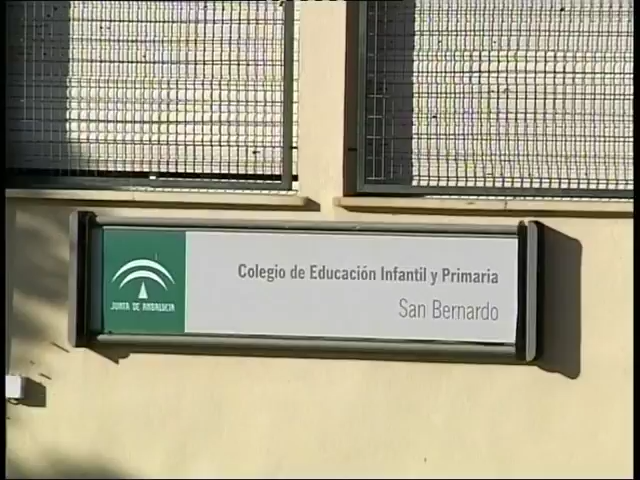 JUNTA DE ANDALUCIA
Colegio de Educación Infantil y Primaria
San Bernardo